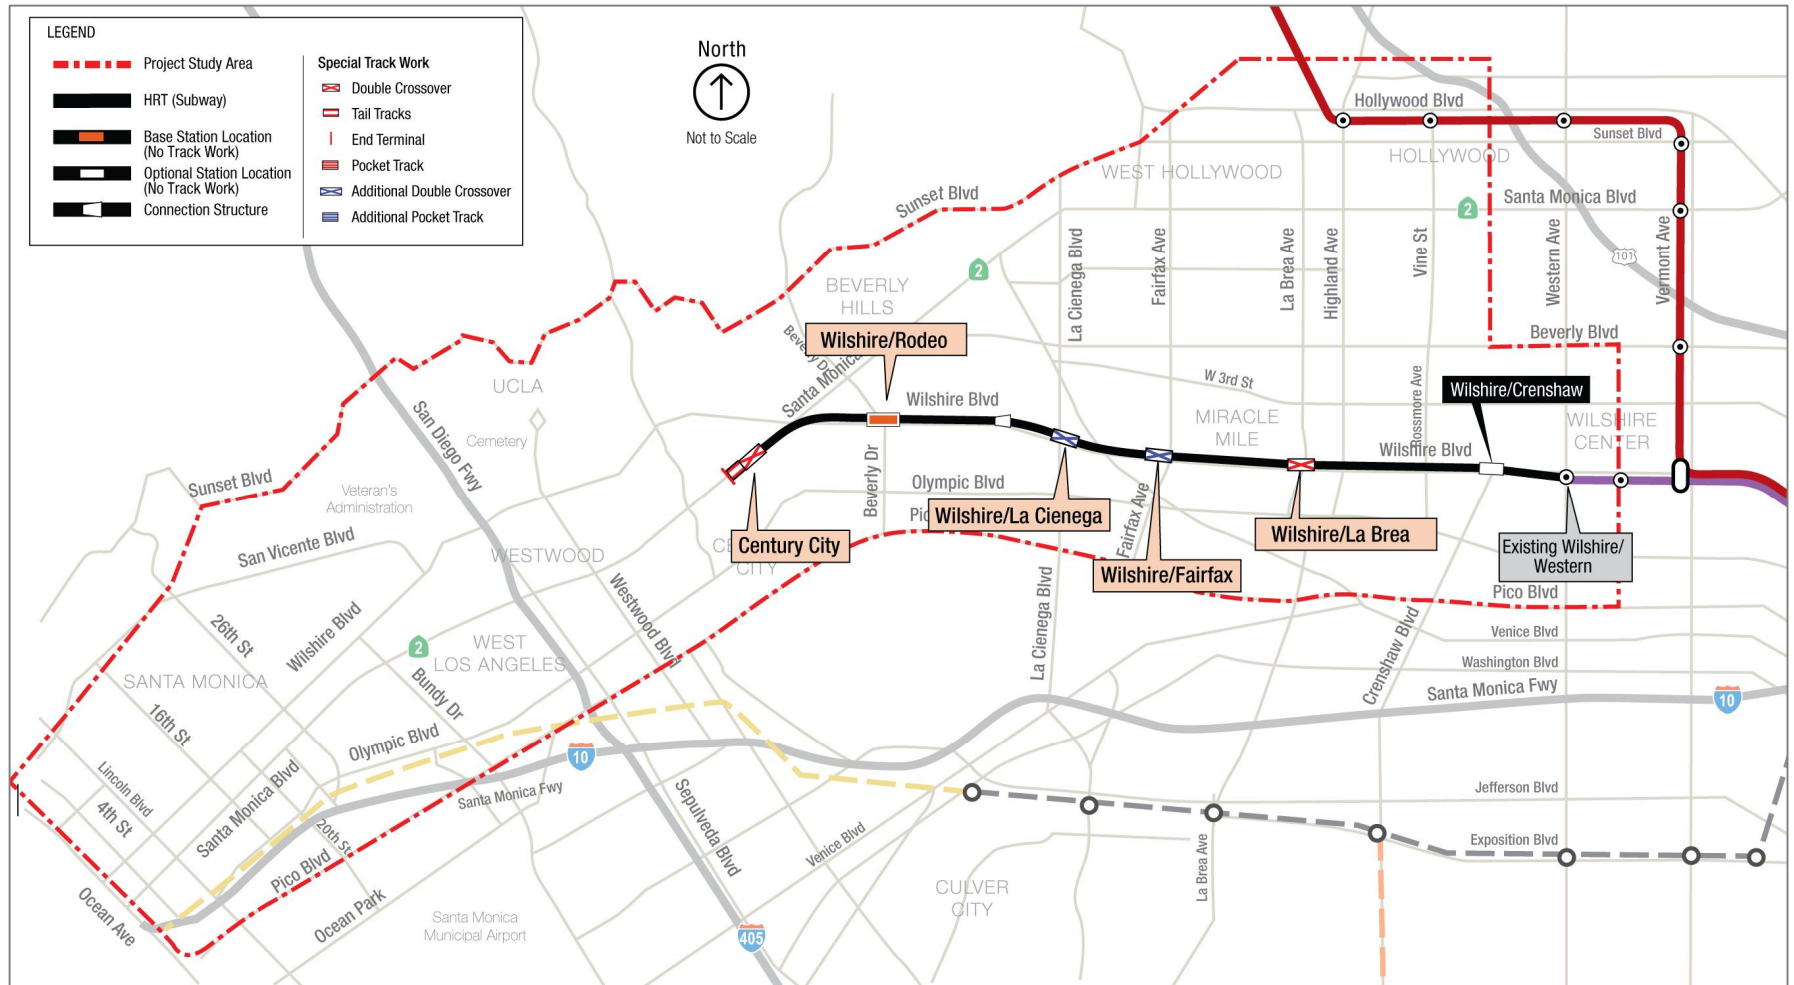 LEGEND
Project Study Area
HRT (Subway)
Base Station Location
(No Track Work)
Optional Station Location
(No Track Work)
Connection Structure
Special Track Work
Double Crossover
Tail Tracks
End Terminal
Pocket Track
Additional Double Crossover
Additional Pocket Track
North
Not to Scale
Hollywood Blvd
Sunset Blvd
HOLLYWOOD
WEST HOLLYWOOD
Sunset Blvd
2
Santa Monica Blvd
La Cienega Blvd
Fairfax Ave
La Brea Ave
Highland Ave
Vine St
Western Ave
101
Vermont Ave
2
BEVERLY
HILLS
Beverly Blvd
Beverly Dr
Wilshire/Rodeo
Santa Monica
UCLA
W 3rd St
Rossmore Ave
Wilshire/Crenshaw
Wilshire Blvd
MIRACLE
MILE
WILSHIRE
CENTER
San Diego Fwy
Cemetery
Wilshire Blvd
Beverly Dr
Sunset Blvd
Veteran's
Administration
Olympic Blvd
Pic
Wilshire/La Cienega
Fairfax Ave
Wilshire/La Brea
Century City
CE
CITY
Existing Wilshire/
Western
San Vicente Blvd
WESTWOOD
Wilshire/Fairfax
Pico Blvd
Westwood Blvd
La Cienega Blvd
26th St
Wilshire Blvd
2
WEST
LOS ANGELES
Crenshaw Blvd
Venice Blvd
Washington Blvd
Santa Monica Fwy
10
SANTA MONICA
Bundy Dr
16th St
Olympic Blvd
10
Lincoln Blvd
4th St
Santa Monica Blvd
Santa Monica Fwy
20th St
Sepulveda Blvd
Venice Blvd
Jefferson Blvd
Exposition Blvd
La Brea Ave
Pico Blvd
Ocean Ave
Ocean Park
Santa Monica
Municipal Airport
405
CULVER
CITY